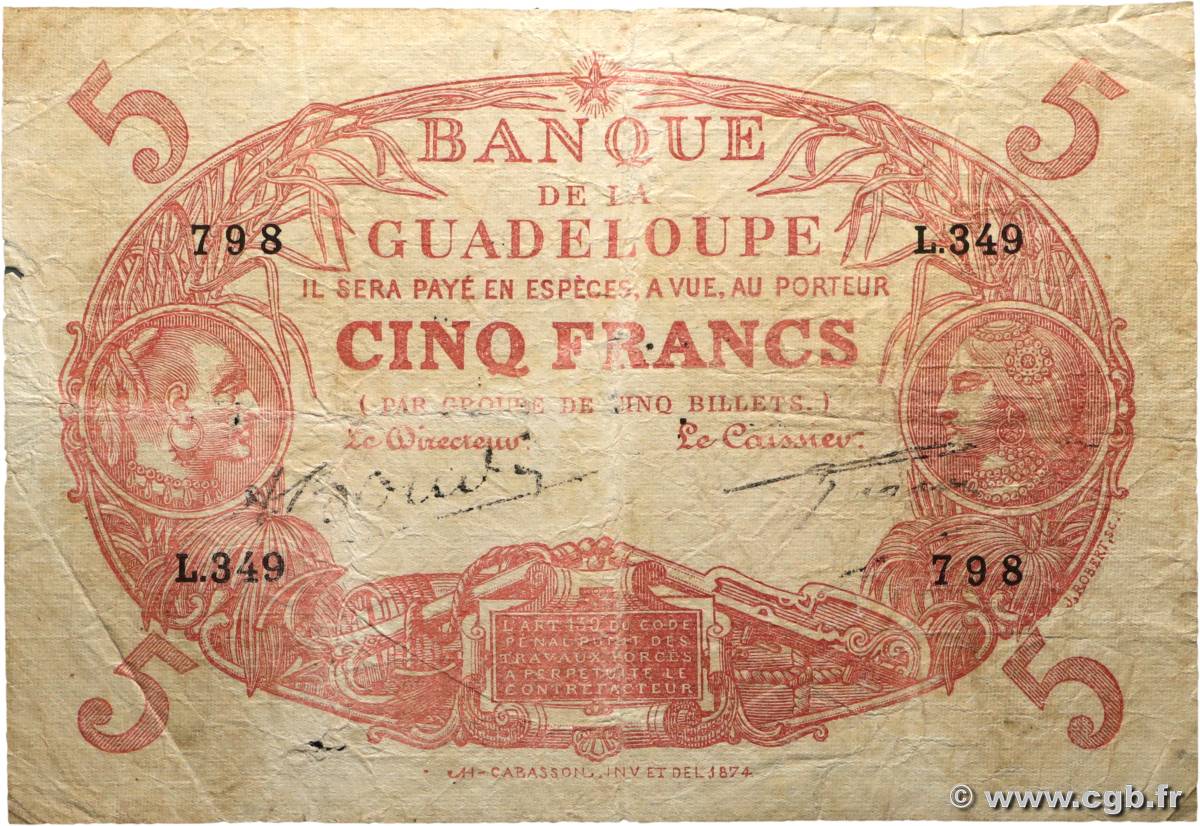 5 5
BANQUE
DE LA
798 GUADELOUPE L.349
IL SERA PAYÉ EN ESPÈCES, A VUE, AU PORTEUR
CINQ FRANCS
(PAR GROUPE DE CINQ BILLETS.)
Le Directeur. Le Caissier.
L.349 798
J. ROBERT, SC.
L'ART 139 DU CODE
PÉNAL PUNIT DES
TRAVAUX FORCÉS
A PERPÉTUITÉ LE
CONTREFACTEUR
5 5
H-CABASSON, INV ET DEL 1874
© www.cgb.fr